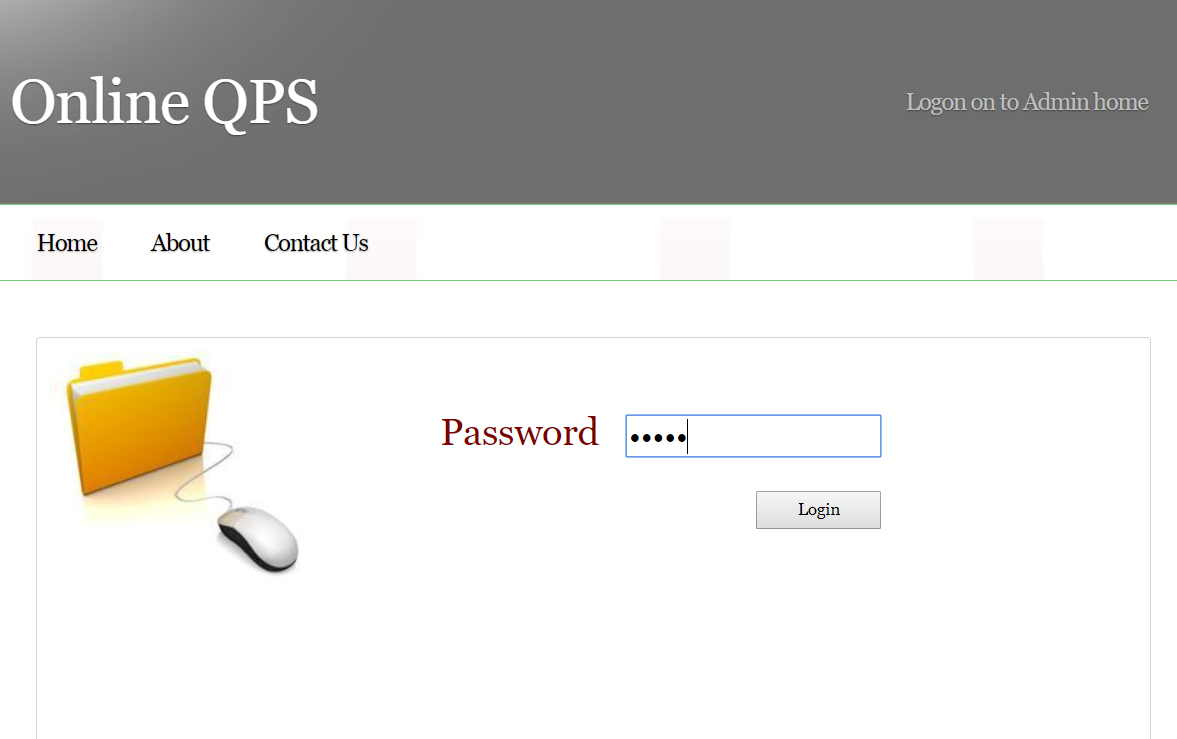 Online QPS
Logon on to Admin home
Home About Contact Us
Password •••••
Login